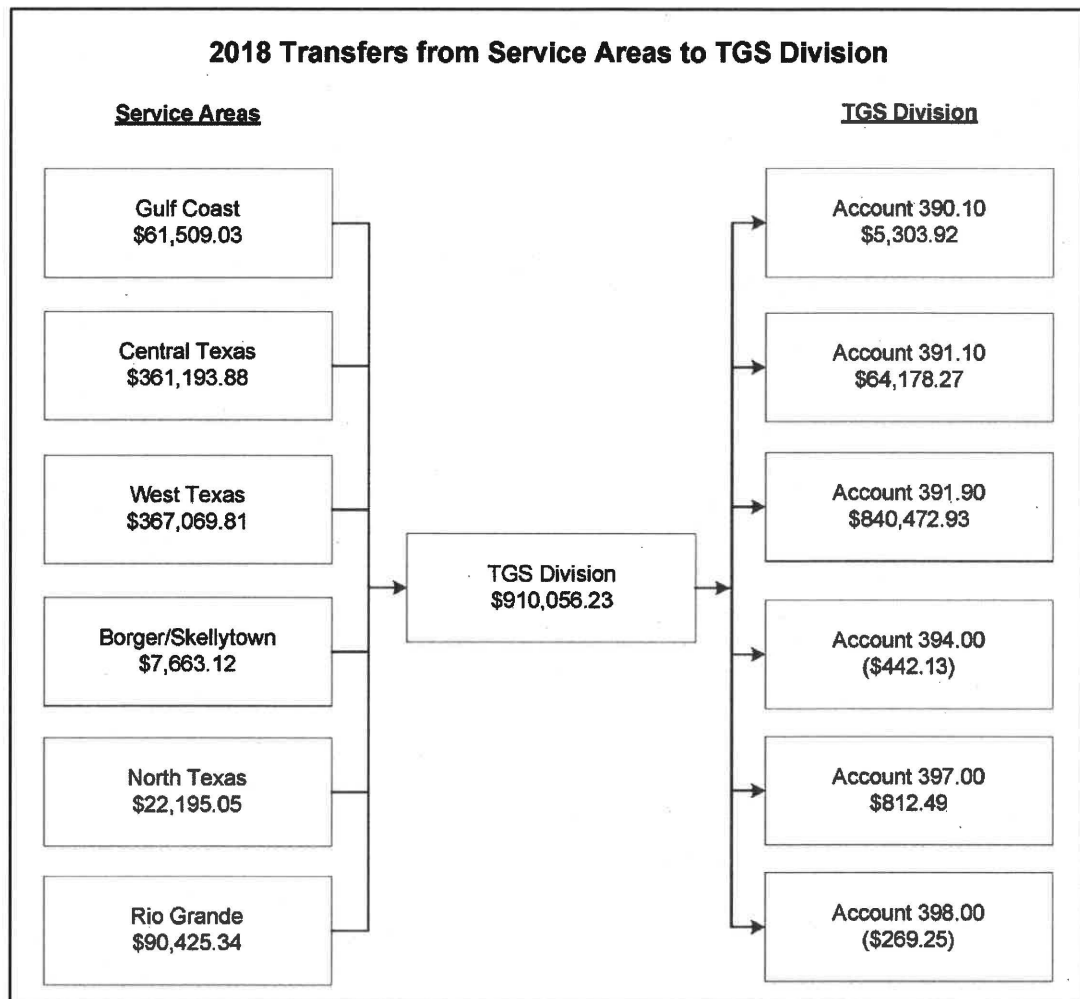 2018 Transfers from Service Areas to TGS Division
Service Areas
TGS Division
Gulf Coast
$61,509.03
Central Texas
$361,193.88
West Texas
$367,069.81
Borger/Skellytown
$7,663.12
North Texas
$22,195.05
Rio Grande
$90,425.34
TGS Division
$910,056.23
Account 390.10
$5,303.92
Account 391.10
$64,178.27
Account 391.90
$840,472.93
Account 394.00
($442.13)
Account 397.00
$812.49
Account 398.00
($269.25)